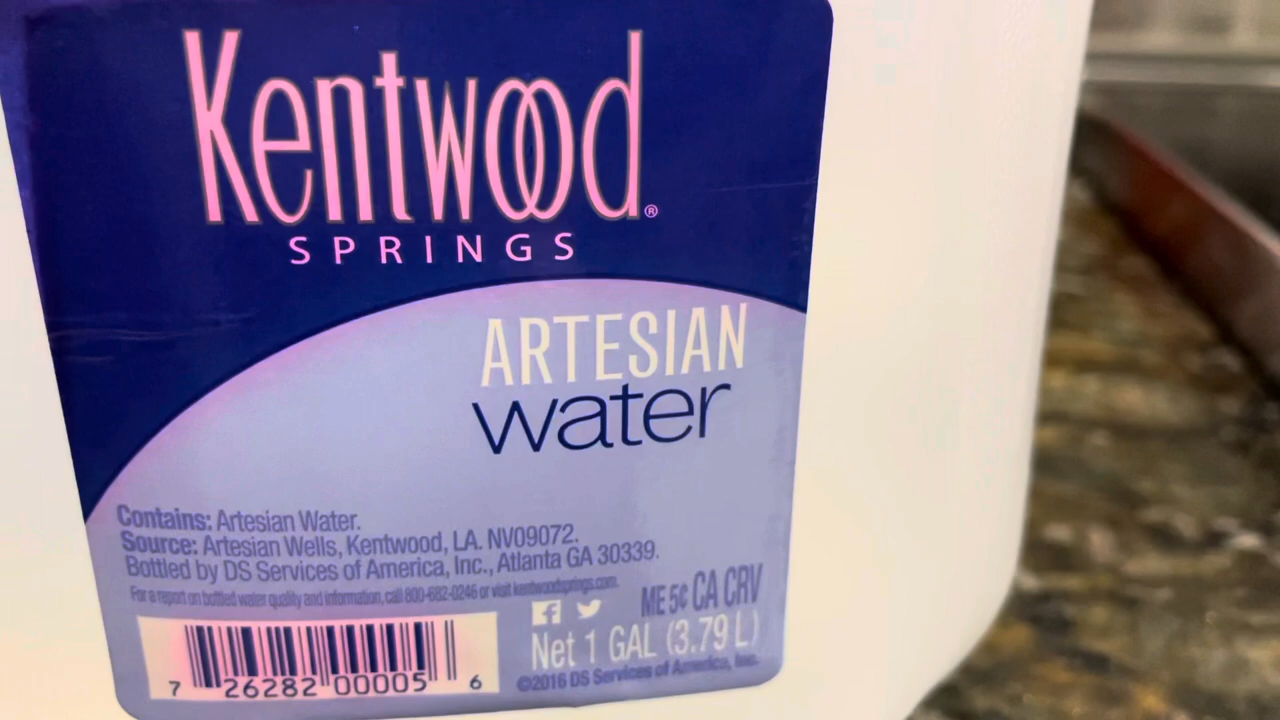 Kentwood®
SPRINGS
ARTESIAN
water
Contains: Artesian Water.
Source: Artesian Wells, Kentwood, LA. NV09072.
Bottled by DS Services of America, Inc., Atlanta GA 30339.
For a report on bottled water quality and information, call 800-682-0246 or visit kentwoodsprings.com.
ME 5¢ CA CRV
Net 1 GAL (3.79 L)
©2016 DS Services of America, Inc.
7 26282 00005 6